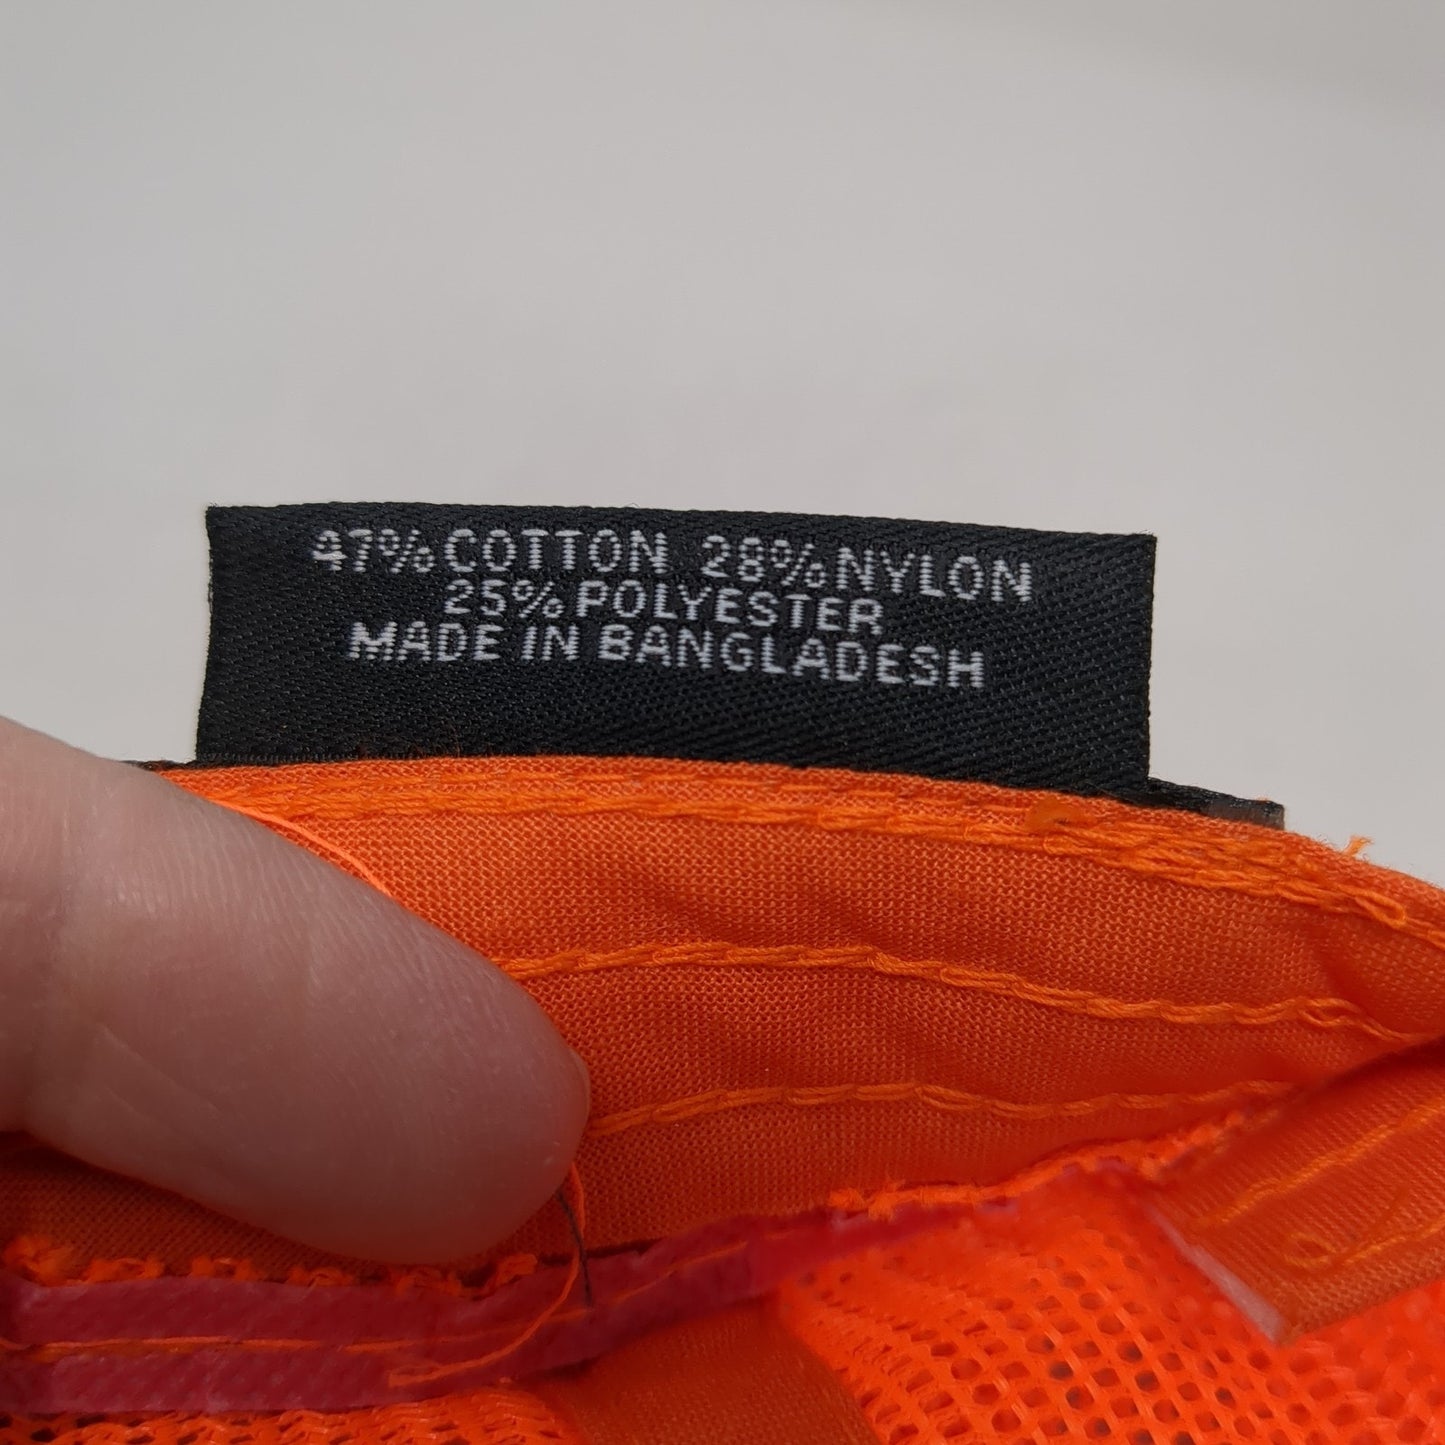 47% COTTON 28% NYLON
25% POLYESTER
MADE IN BANGLADESH